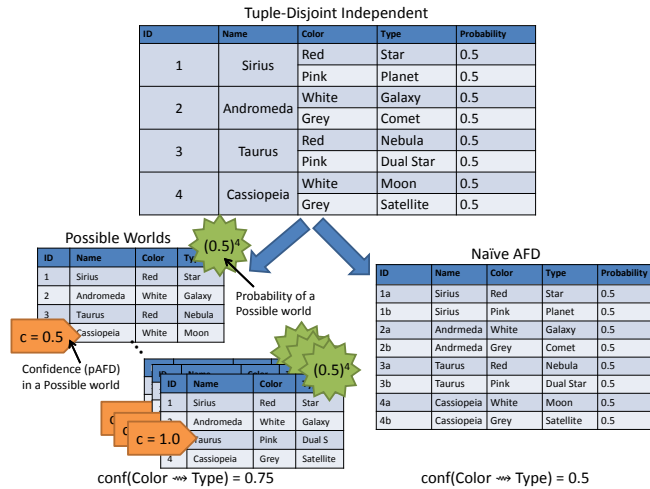 Tuple-Disjoint Independent
ID Name Color Type Probability
1 Sirius Red Star 0.5
Pink Planet 0.5
2 Andromeda White Galaxy 0.5
Grey Comet 0.5
3 Taurus Red Nebula 0.5
Pink Dual Star 0.5
4 Cassiopeia White Moon 0.5
Grey Satellite 0.5
Possible Worlds
(0.5)⁴
ID Name Color
1 Sirius Red Star
2 Andromeda White Galaxy
3 Taurus Red Nebula
Cassiopeia White Moon
c = 0.5
Probability of a
Possible world
Confidence (pAFD)
in a Possible world
(0.5)⁴
ID Name Color
1 Sirius Red Star
Andromeda White Galaxy
Taurus Pink Dual S
4 Cassiopeia Grey Satellite
c = 1.0
conf(Color ⇝ Type) = 0.75
Naïve AFD
ID Name Color Type Probability
1a Sirius Red Star 0.5
1b Sirius Pink Planet 0.5
2a Andrmeda White Galaxy 0.5
2b Andrmeda Grey Comet 0.5
3a Taurus Red Nebula 0.5
3b Taurus Pink Dual Star 0.5
4a Cassiopeia White Moon 0.5
4b Cassiopeia Grey Satellite 0.5
conf(Color ⇝ Type) = 0.5